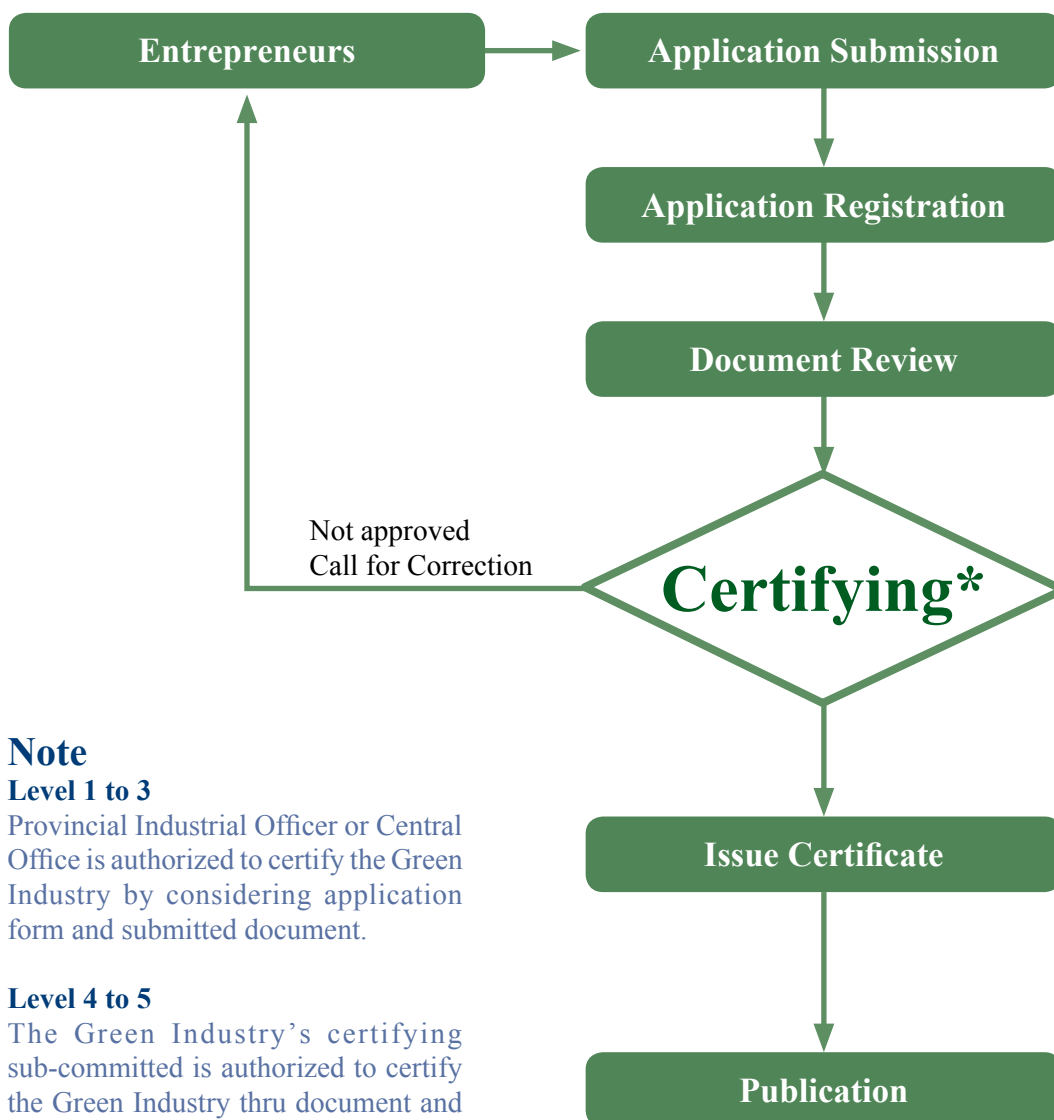 Entrepreneurs
Application Submission
Application Registration
Document Review
Not approved
Call for Correction
Certifying*
Note
Level 1 to 3
Provincial Industrial Officer or Central
Office is authorized to certify the Green
Industry by considering application
form and submitted document.
Level 4 to 5
The Green Industry’s certifying
sub-committed is authorized to certify
the Green Industry thru document and
Issue Certificate
Publication